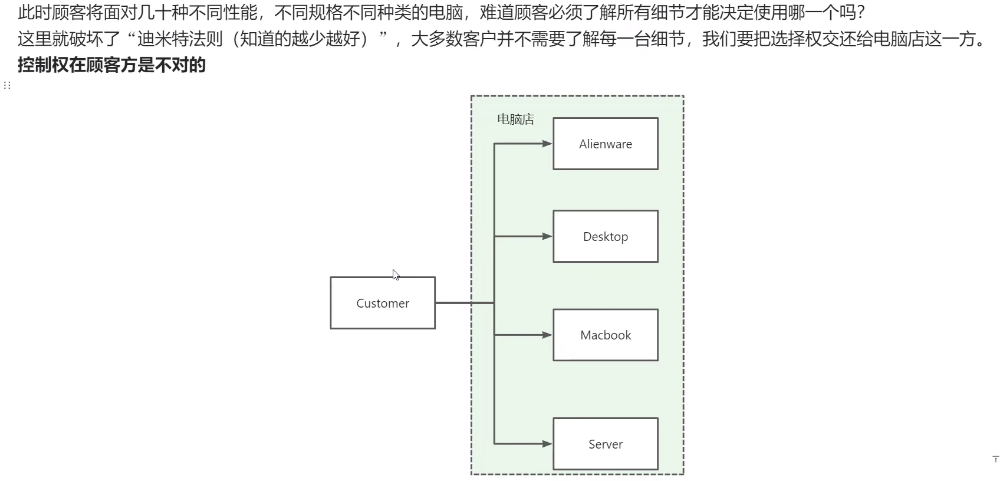 此时顾客将面对几十种不同性能，不同规格不同种类的电脑，难道顾客必须了解所有细节才能决定使用哪一个吗？
这里就破坏了“迪米特法则（知道的越少越好）”，大多数客户并不需要了解每一台细节，我们要把选择权交还给电脑店这一方。
控制权在顾客方是不对的
电脑店
Alienware
Desktop
Customer
Macbook
Server